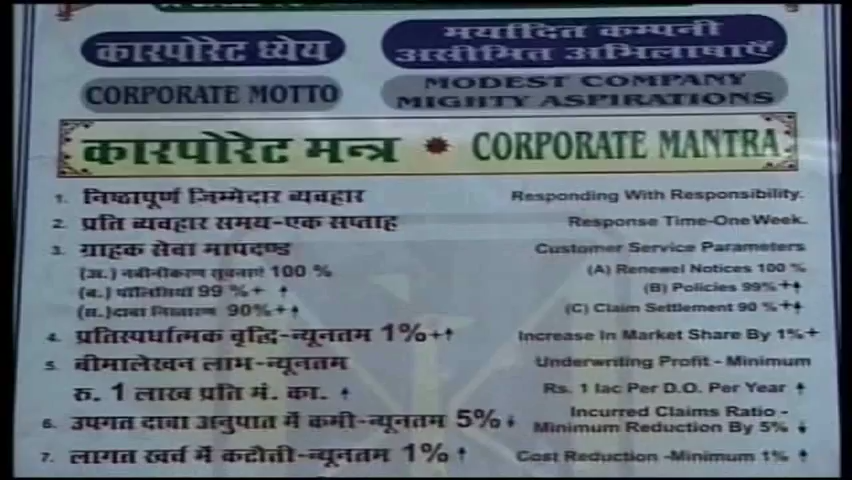 कारपोरेट ध्येय
मर्यादित कम्पनी
असीमित अभिलाषाएँ
CORPORATE MOTTO
MODEST COMPANY
MIGHTY ASPIRATIONS
कारपोरेट मन्त्र CORPORATE MANTRA
1. निष्ठापूर्ण जिम्मेदार व्यवहार Responding With Responsibility.
2. प्रति व्यवहार समय-एक सप्ताह Response Time-One Week.
3. ग्राहक सेवा मापदण्ड Customer Service Parameters
(अ.) नवीनीकरण सूचनाएं 100 % (A) Renewel Notices 100 %
(ब.) पॉलिसियाँ 99 %+ ↑ (B) Policies 99%+↑
(स.) दावा निस्तारण 90%+↑ (C) Claim Settlement 90 %+↑
4. प्रतिस्पर्धात्मक वृद्धि-न्यूनतम 1%+↑ Increase In Market Share By 1%+
5. बीमालेखन लाभ-न्यूनतम Underwriting Profit - Minimum
रु. 1 लाख प्रति मं. का. ↑ Rs. 1 lac Per D.O. Per Year ↑
6. उपगत दावा अनुपात में कमी-न्यूनतम 5%↓ Incurred Claims Ratio -
Minimum Reduction By 5% ↓
7. लागत खर्च में कटौती-न्यूनतम 1% ↑ Cost Reduction -Minimum 1% ↑